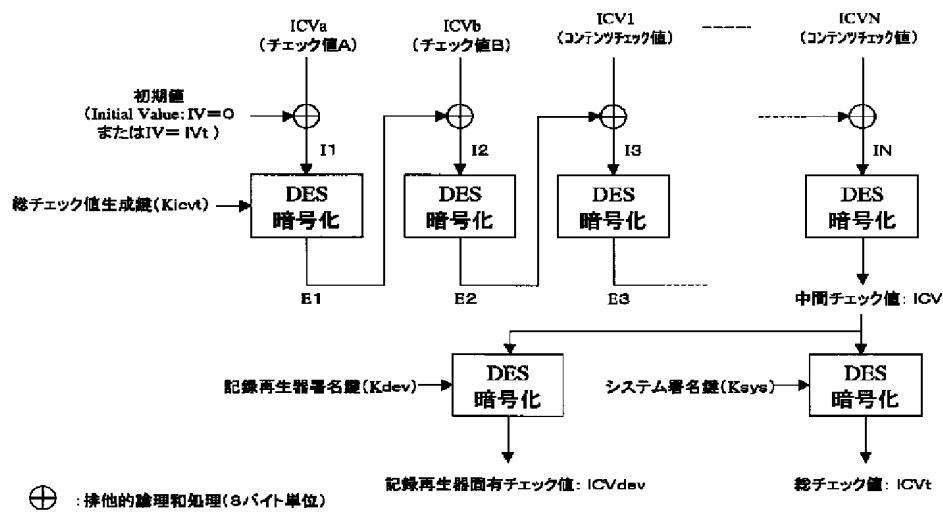 ICVa
(チェック値A)
ICVb
(チェック値B)
ICV1
(コンテンツチェック値)
ICVN
(コンテンツチェック値)
初期値
(Initial Value: IV=0
またはIV= IVt )
I1
I2
I3
IN
総チェック値生成鍵(Kicvt)
DES
暗号化
DES
暗号化
DES
暗号化
DES
暗号化
E1
E2
E3
中間チェック値: ICV
記録再生器署名鍵(Kdev)
DES
暗号化
システム署名鍵(Ksys)
DES
暗号化
記録再生器固有チェック値: ICVdev
総チェック値: ICVt
:排他的論理和処理(8バイト単位)